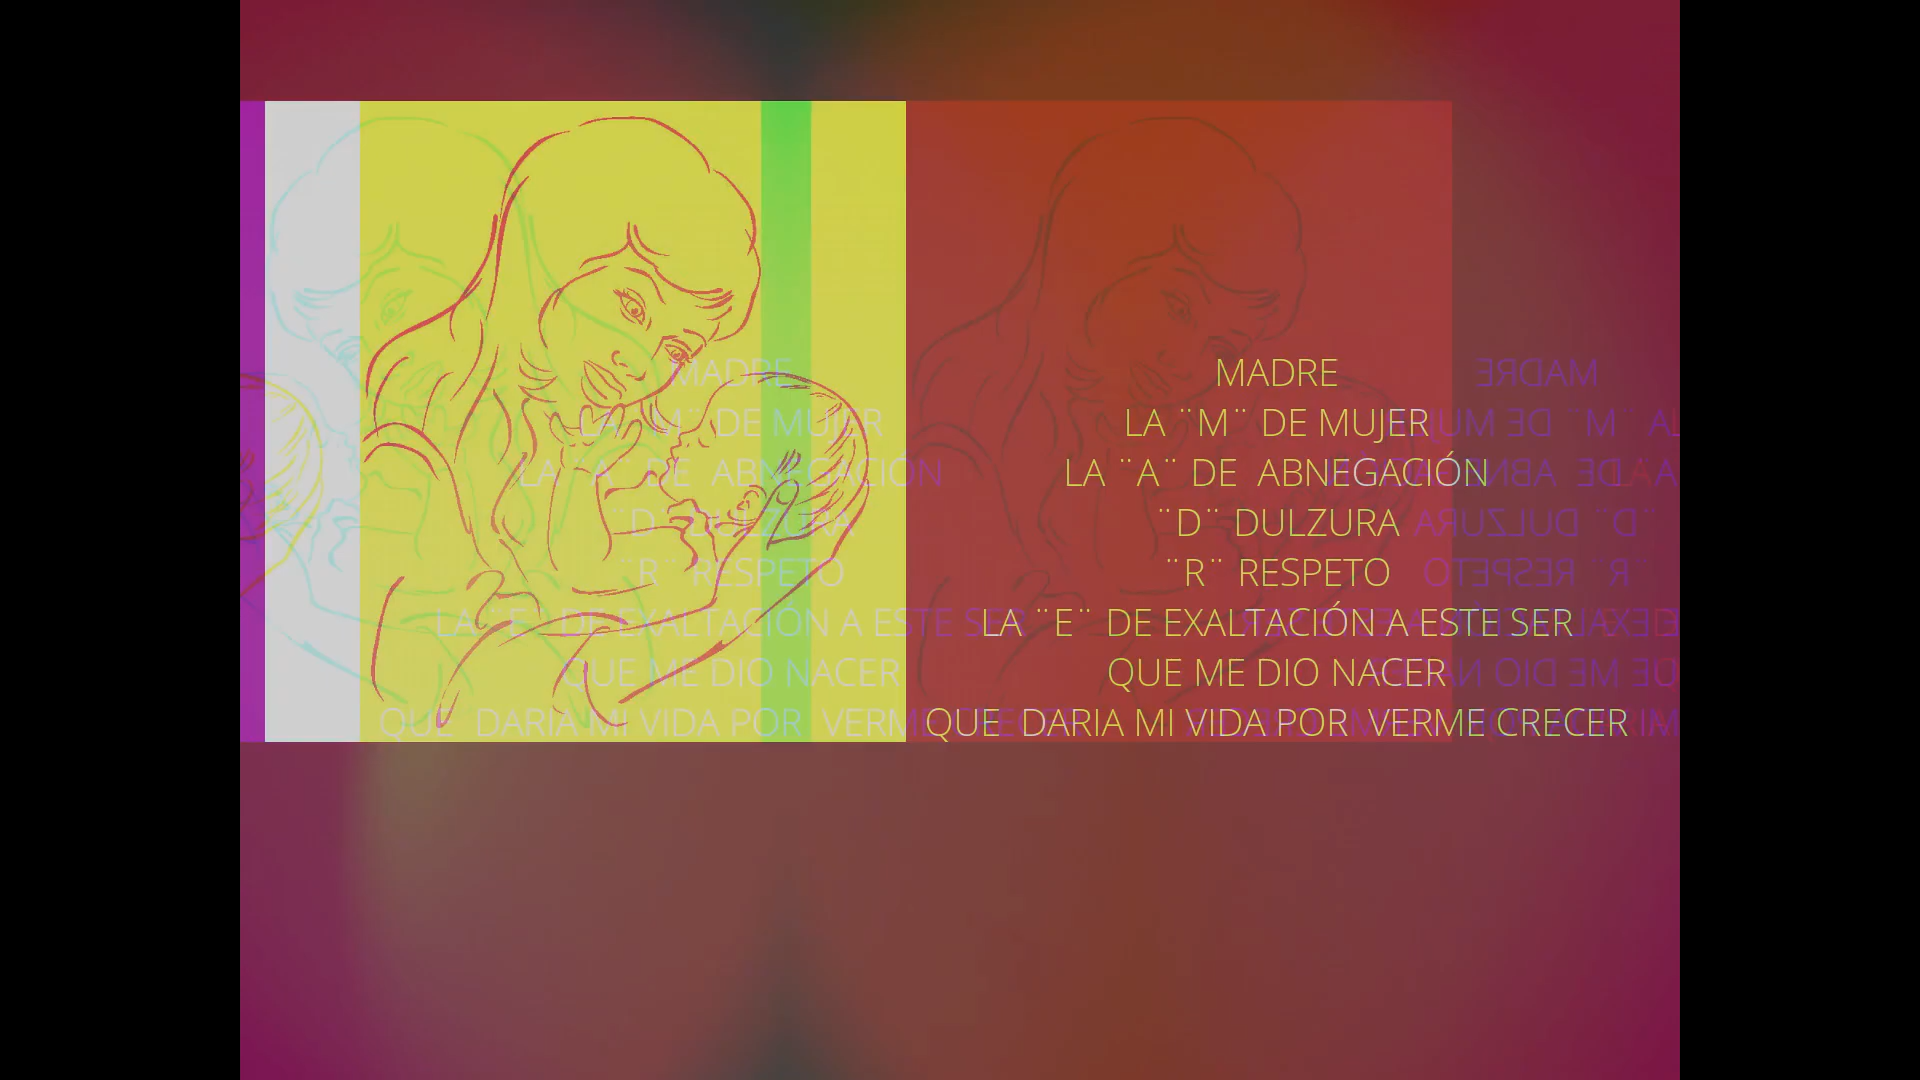 MADRE
LA ¨M¨ DE MUJER
LA ¨A¨ DE ABNEGACIÓN
¨D¨ DULZURA
¨R¨ RESPETO
LA ¨E¨ DE EXALTACIÓN A ESTE SER
QUE ME DIO NACER
QUE DARIA MI VIDA POR VERME CRECER